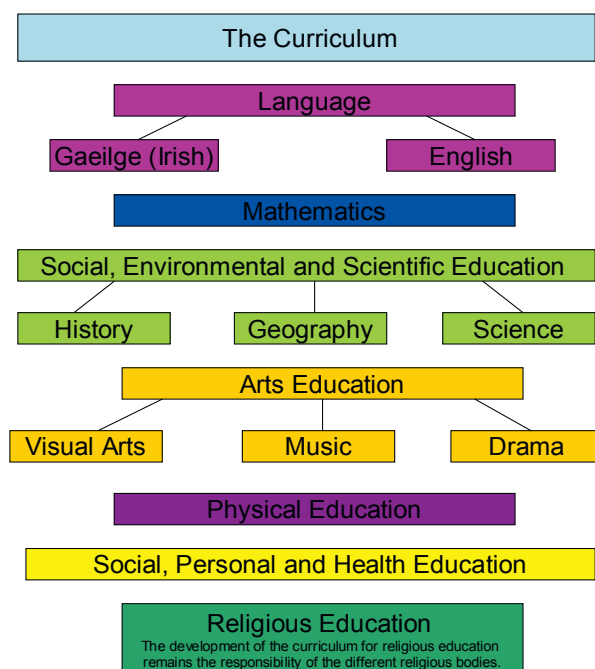 The Curriculum
Language
Gaeilge (Irish) English
Mathematics
Social, Environmental and Scientific Education
History Geography Science
Arts Education
Visual Arts Music Drama
Physical Education
Social, Personal and Health Education
Religious Education
The development of the curriculum for religious education
remains the responsibility of the different religious bodies.